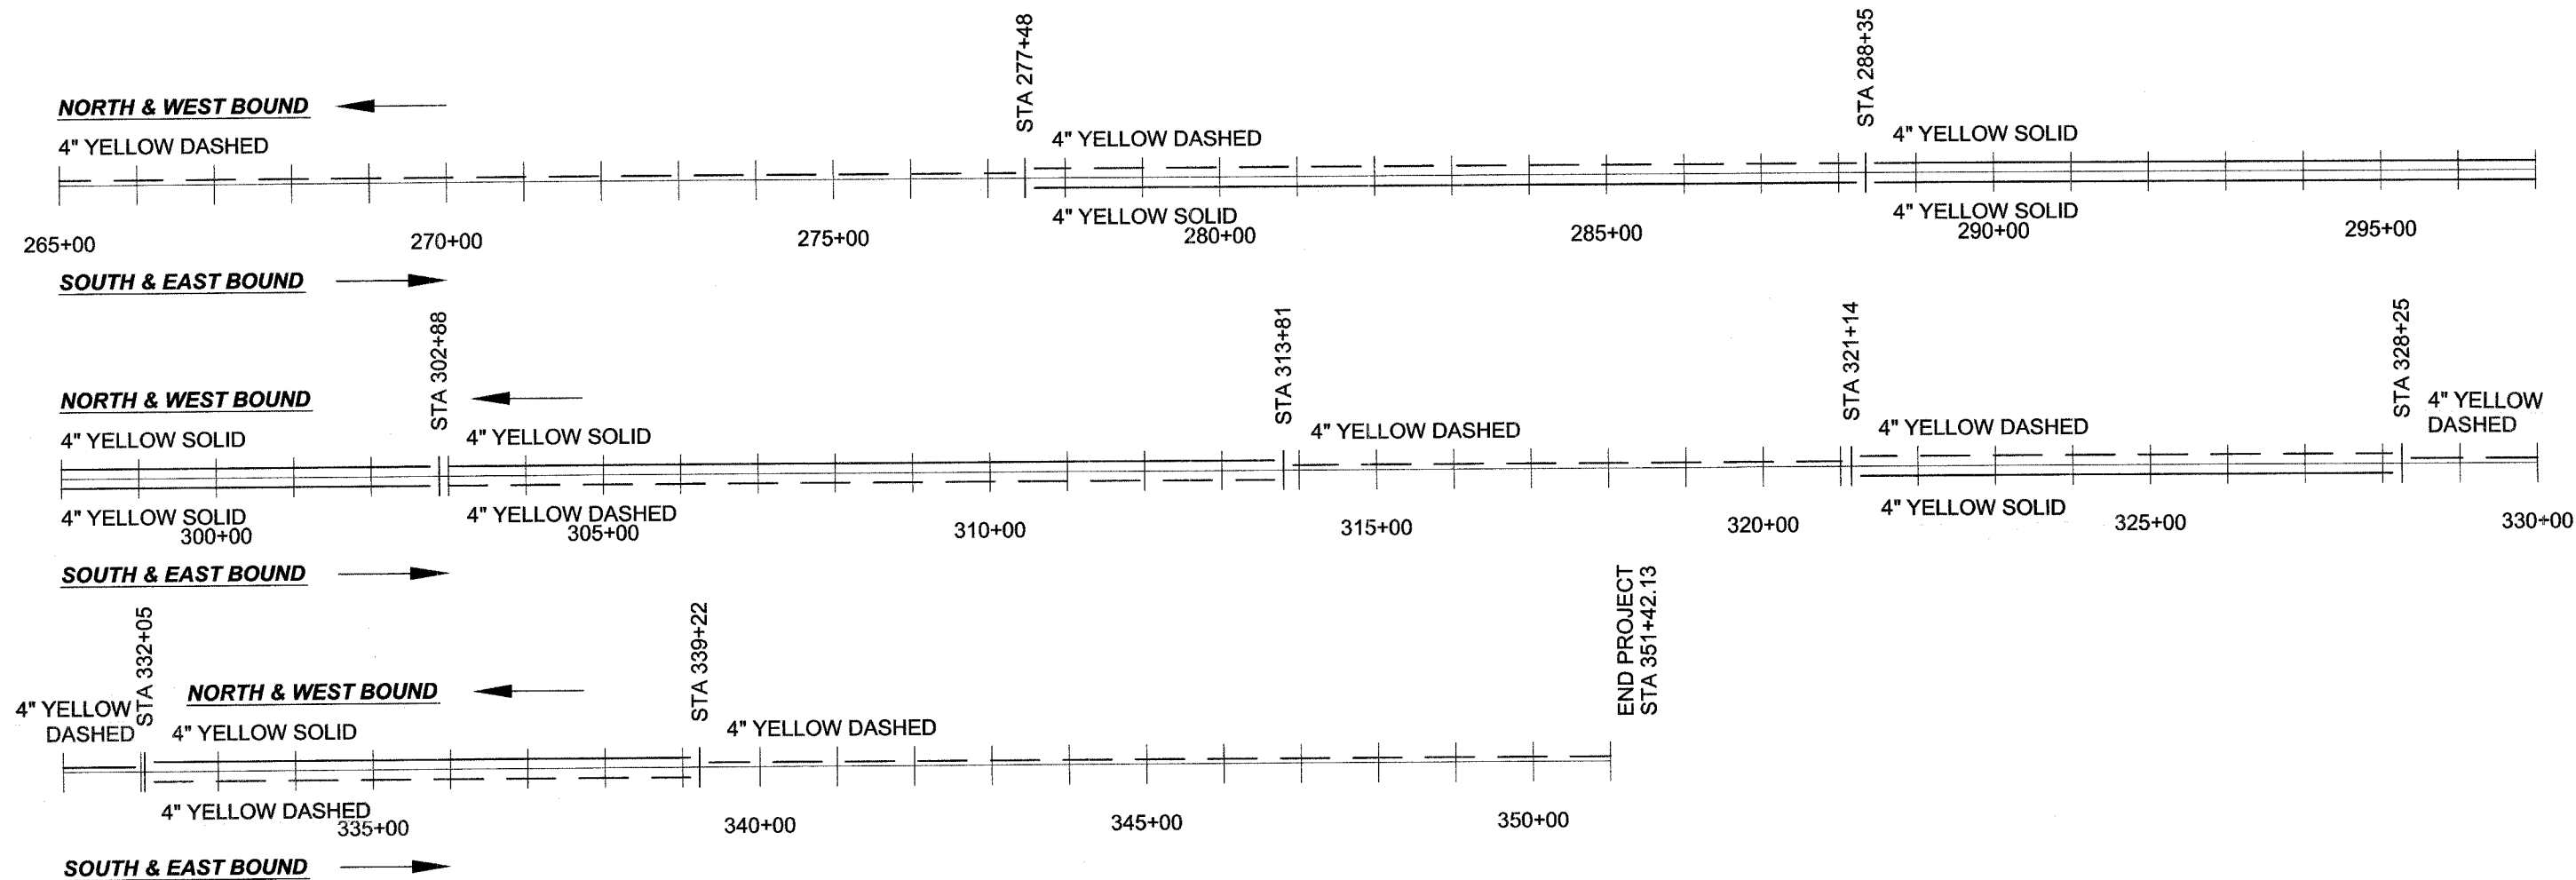 STA 277+48
STA 288+35
NORTH & WEST BOUND
4" YELLOW DASHED
4" YELLOW DASHED
4" YELLOW SOLID
4" YELLOW SOLID
4" YELLOW SOLID
265+00
270+00
275+00
280+00
285+00
290+00
295+00
SOUTH & EAST BOUND
STA 302+88
STA 313+81
STA 321+14
STA 328+25
NORTH & WEST BOUND
4" YELLOW SOLID
4" YELLOW SOLID
4" YELLOW DASHED
4" YELLOW DASHED
4" YELLOW
DASHED
4" YELLOW SOLID
4" YELLOW DASHED
4" YELLOW SOLID
300+00
305+00
310+00
315+00
320+00
325+00
330+00
SOUTH & EAST BOUND
STA 332+05
STA 339+22
END PROJECT
STA 351+42.13
NORTH & WEST BOUND
4" YELLOW
DASHED
4" YELLOW SOLID
4" YELLOW DASHED
4" YELLOW DASHED
335+00
340+00
345+00
350+00
SOUTH & EAST BOUND